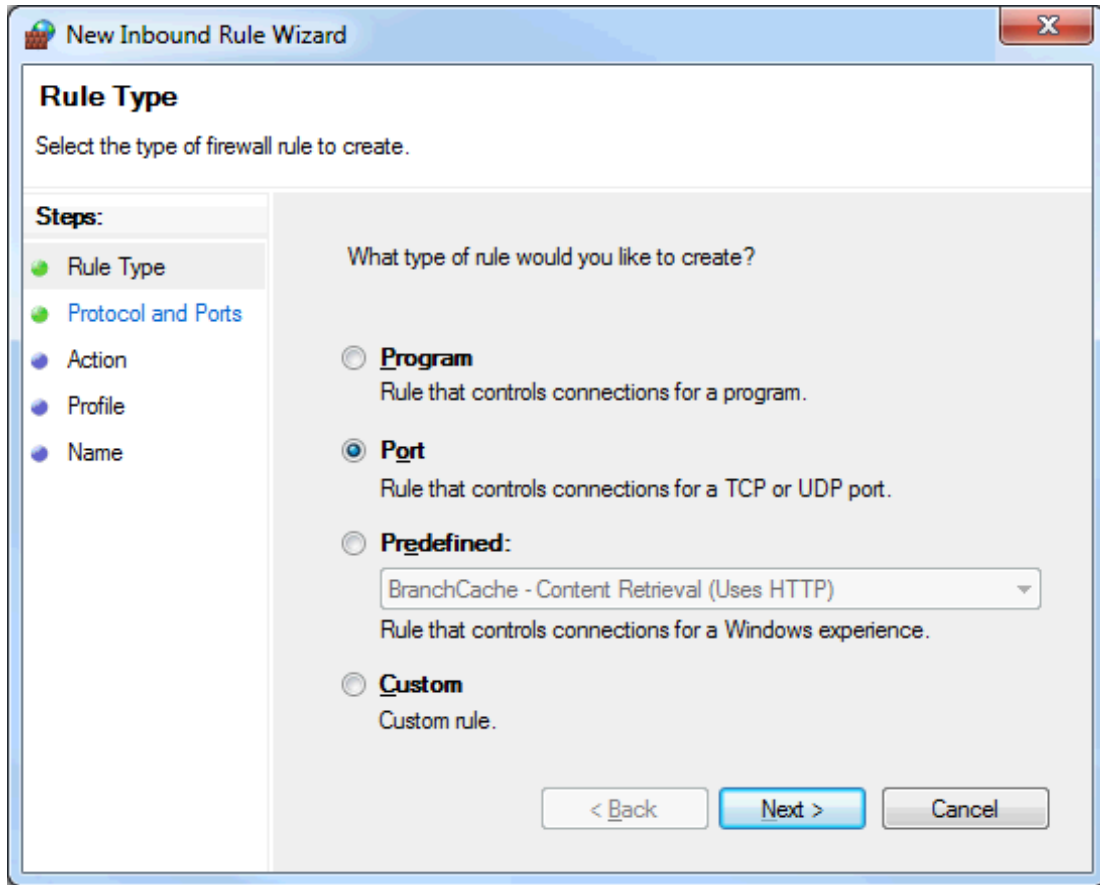 New Inbound Rule Wizard
Rule Type
Select the type of firewall rule to create.
Steps:
Rule Type
Protocol and Ports
Action
Profile
Name
What type of rule would you like to create?
Program
Rule that controls connections for a program.
Port
Rule that controls connections for a TCP or UDP port.
Predefined:
BranchCache - Content Retrieval (Uses HTTP)
Rule that controls connections for a Windows experience.
Custom
Custom rule.
< Back
Next >
Cancel